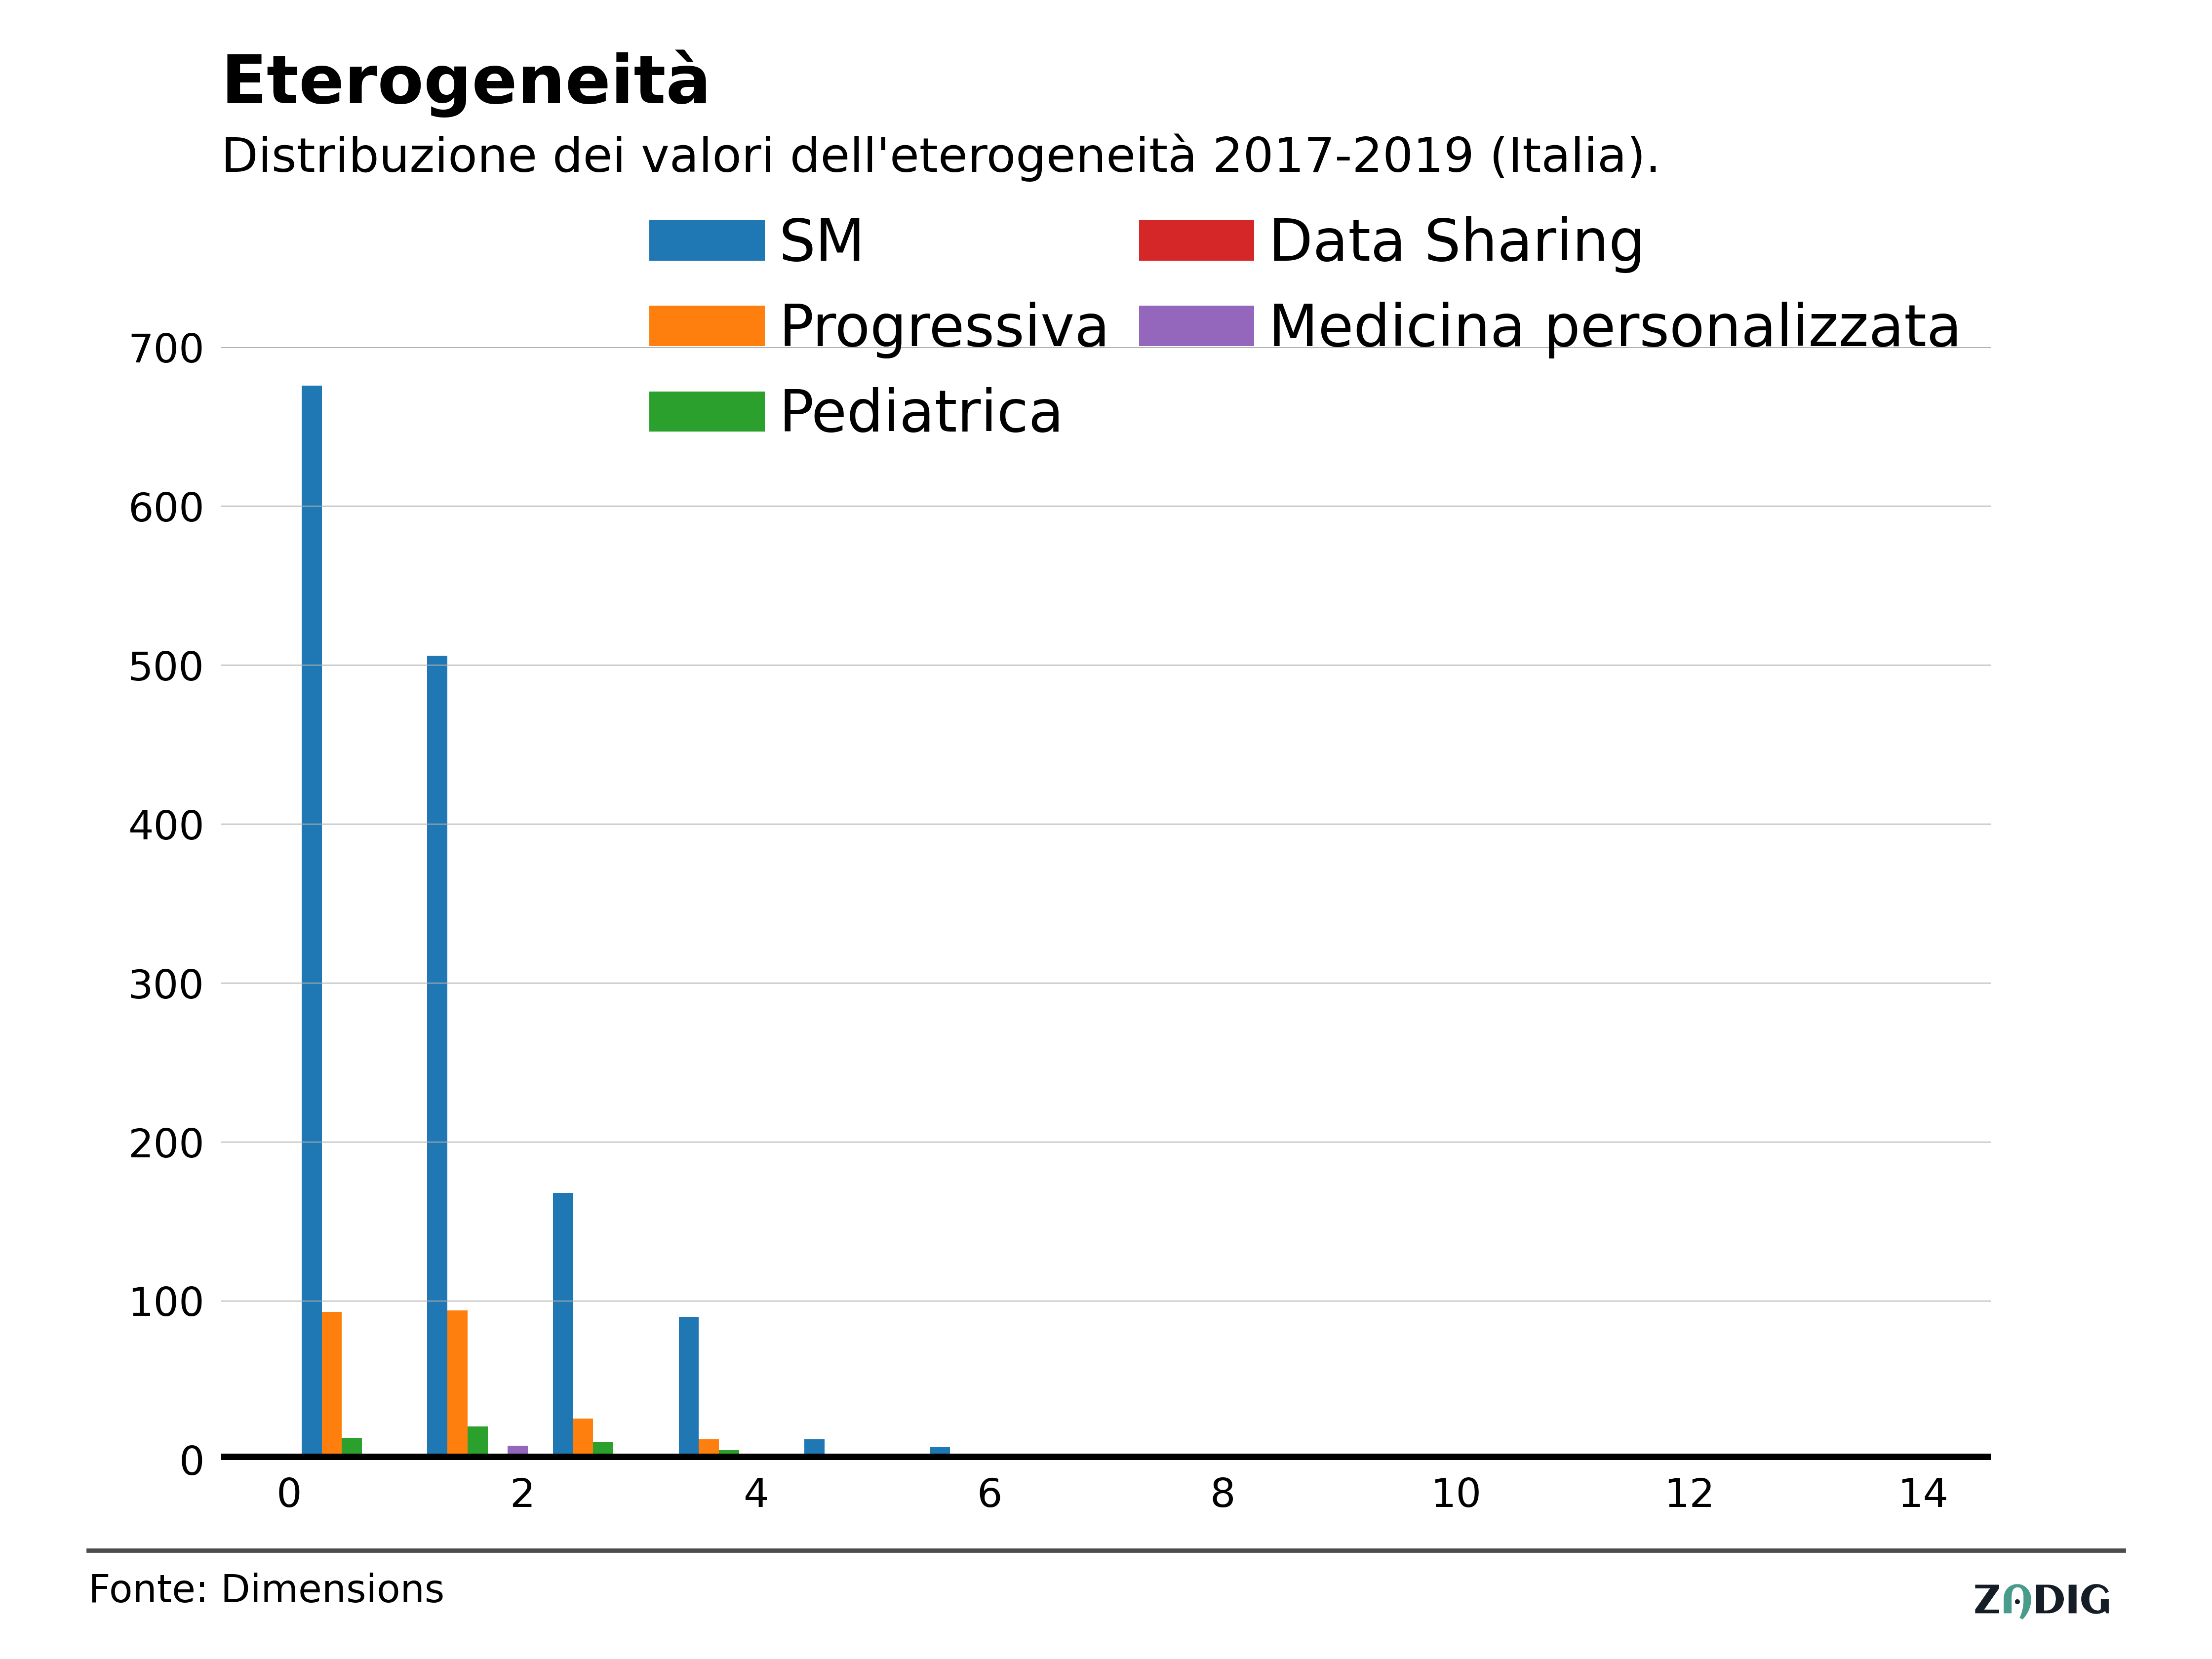 Eterogeneità
Distribuzione dei valori dell'eterogeneità 2017-2019 (Italia).
SM
Progressiva
Pediatrica
Data Sharing
Medicina personalizzata
700
600
500
400
300
200
100
0
0 2 4 6 8 10 12 14
Fonte: Dimensions
ZADIG